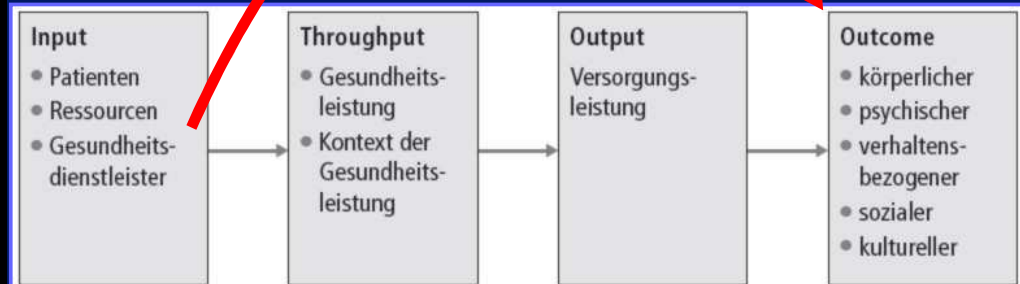 Input
• Patienten
• Ressourcen
• Gesundheits-
dienstleister
Throughput
• Gesundheits-
leistung
• Kontext der
Gesundheits-
leistung
Output
Versorgungs-
leistung
Outcome
• körperlicher
• psychischer
• verhaltens-
bezogener
• sozialer
• kultureller